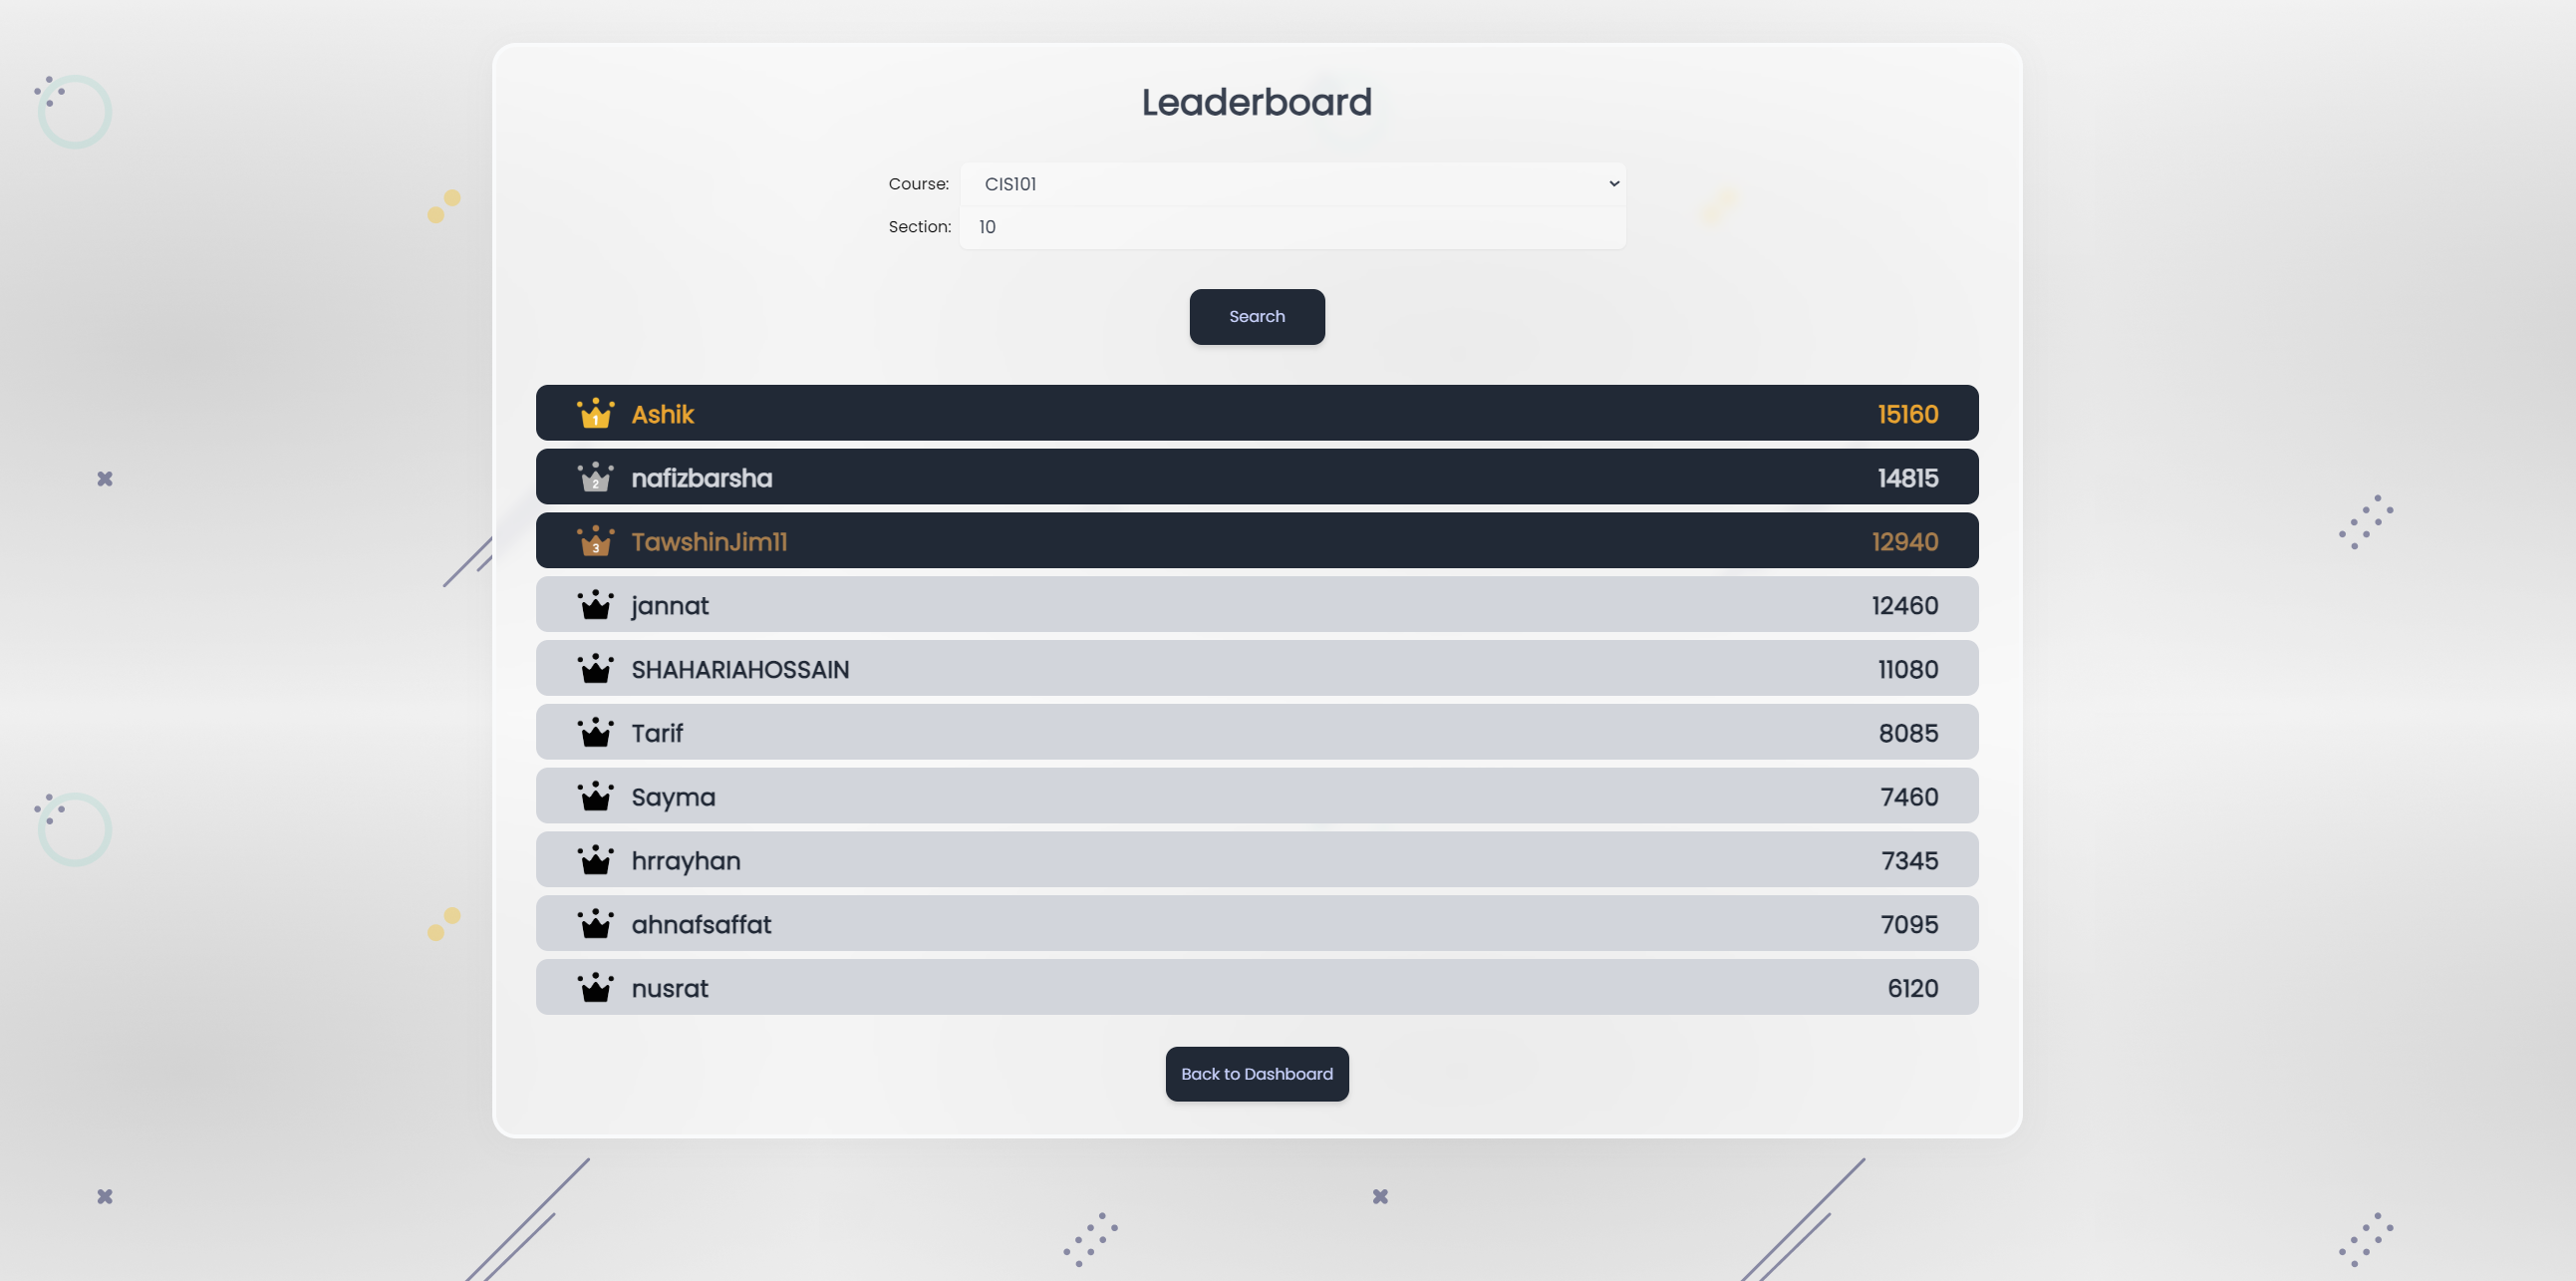 Leaderboard
Course: CIS101
Section: 10
Search
1 Ashik 15160
2 nafizbarsha 14815
3 TawshinJim11 12940
jannat 12460
SHAHARIAHOSSAIN 11080
Tarif 8085
Sayma 7460
hrrayhan 7345
ahnafsaffat 7095
nusrat 6120
Back to Dashboard